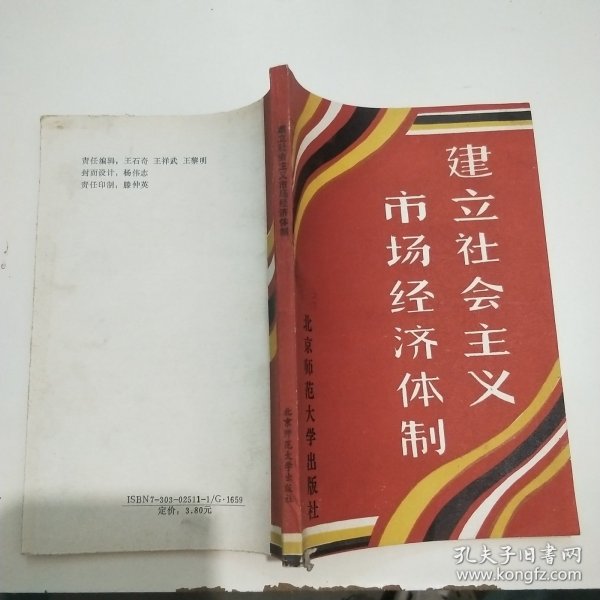 责任编辑：王石奇 王祥武 王黎明
封面设计：杨伟志
责任印制：滕仲英
ISBN7-303-02511-1/G·1659
定价：3.80元
建立社会主义市场经济体制
北京师范大学出版社
建立社会主义
市场经济体制
北京师范大学出版社
孔夫子旧书网
www.kongfz.com